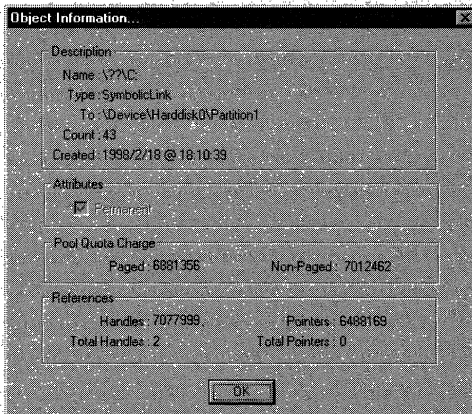 Object Information...
Description
Name : \??\C:
Type : SymbolicLink
To : \Device\Harddisk0\Partition1
Count : 43
Created : 1998/2/18 @ 18:10:39
Attributes
Permanent
Pool Quota Charge
Paged : 6881356 Non-Paged : 7012462
References
Handles : 7077999 Pointers : 6488169
Total Handles : 2 Total Pointers : 0
OK